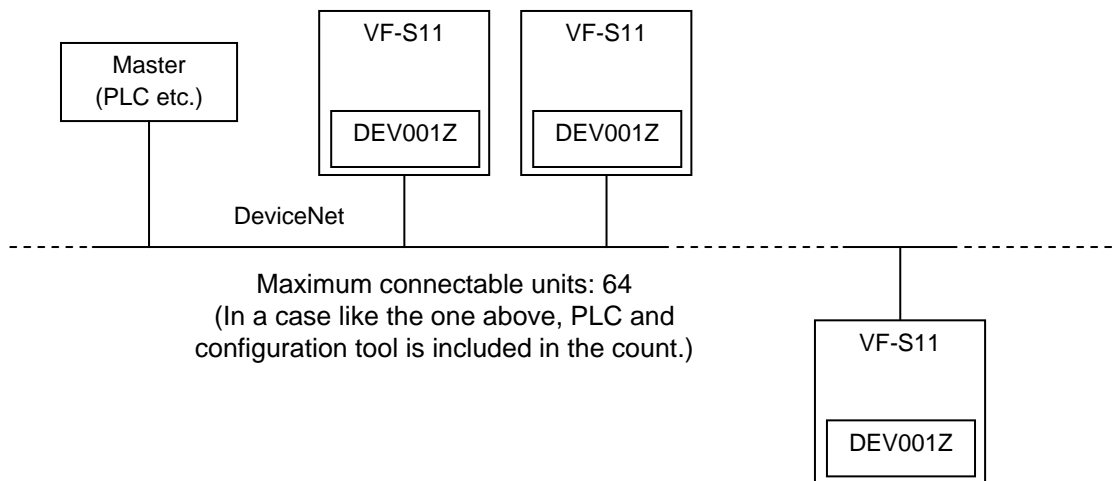 Master
(PLC etc.)
VF-S11
DEV001Z
VF-S11
DEV001Z
DeviceNet
Maximum connectable units: 64
(In a case like the one above, PLC and
configuration tool is included in the count.)
VF-S11
DEV001Z